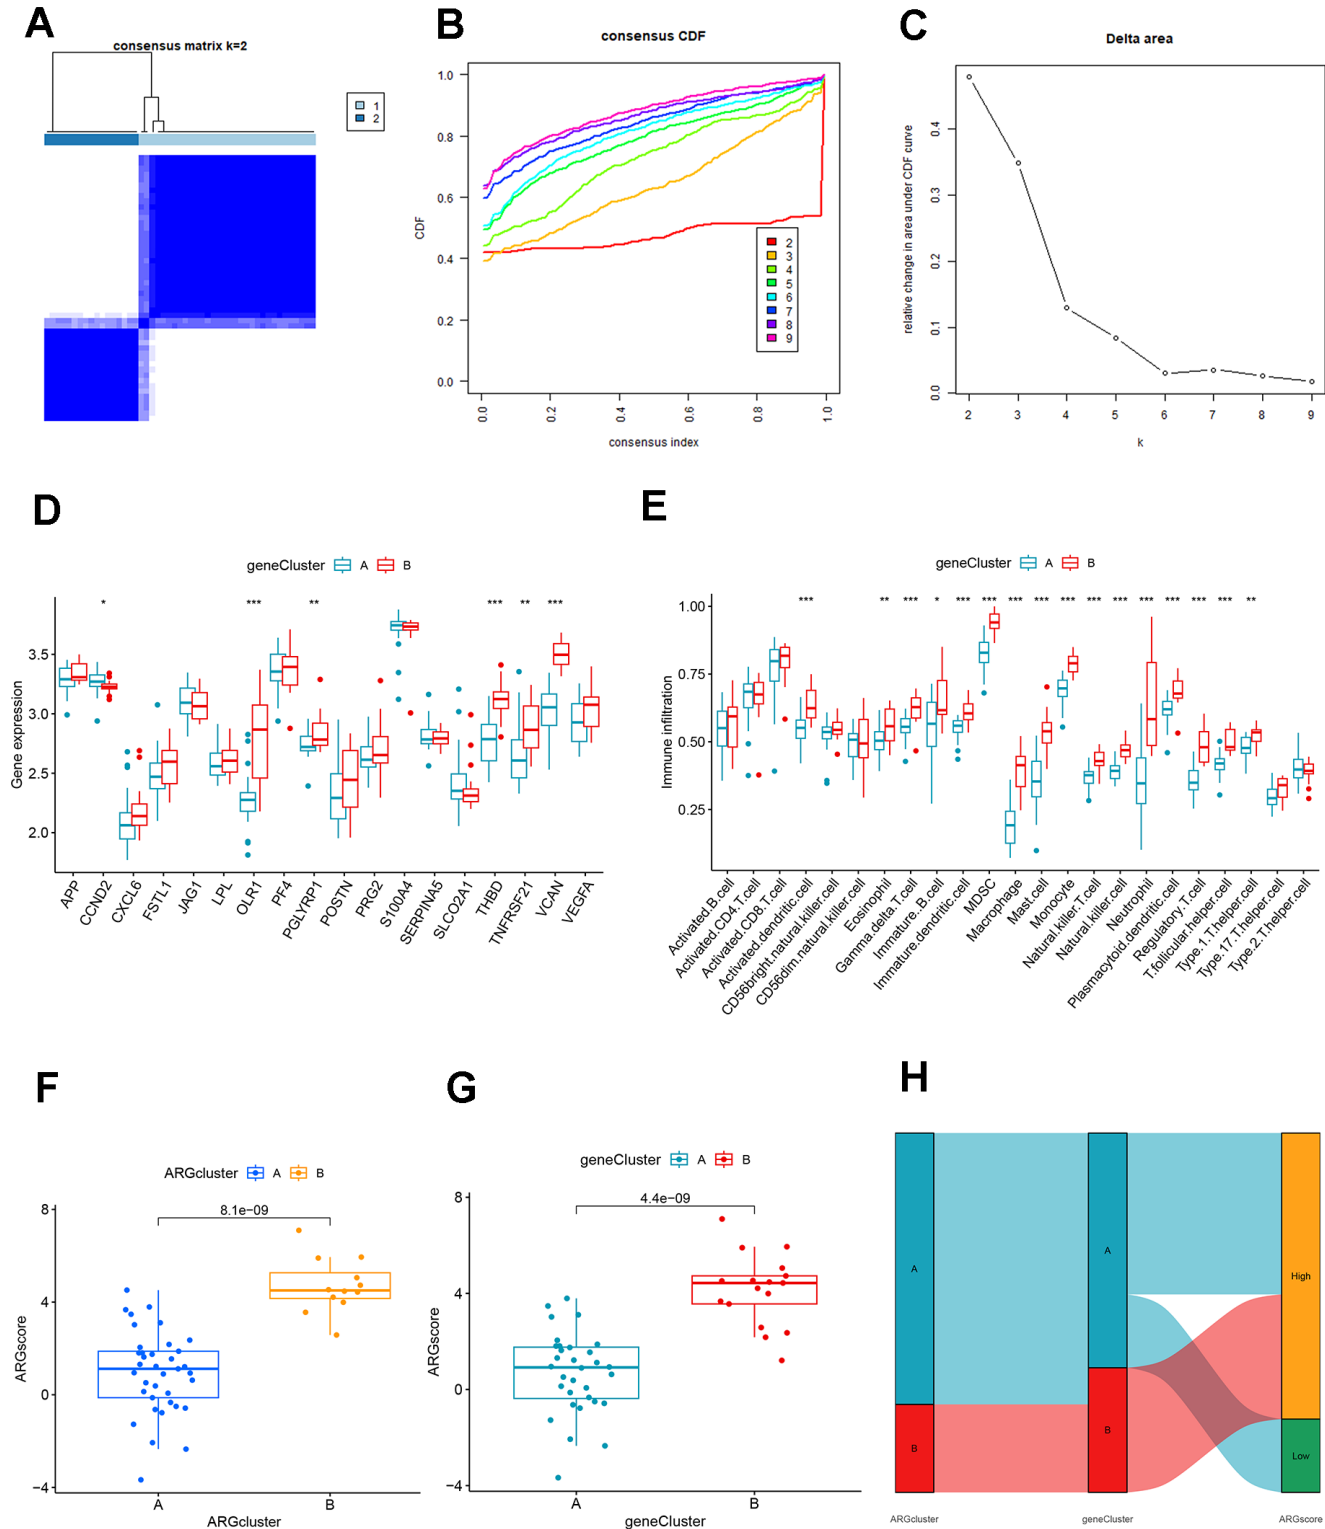 A
consensus matrix k=2
1
2
B
consensus CDF
CDF
1.0
0.8
0.6
0.4
0.2
0.0
2
3
4
5
6
7
8
9
0.0
0.2
0.4
0.6
0.8
1.0
consensus index
C
Delta area
relative change in area under CDF curve
0.4
0.3
0.2
0.1
0.0
2
3
4
5
6
7
8
9
k
D
geneCluster A B
* *** ** *** ** ***
Gene expression
3.5
3.0
2.5
2.0
APP
CCND2
CXCL6
FSTL1
JAG1
LPL
OLR1
PF4
PGLYRP1
POSTN
PRG2
S100A4
SERPINA5
SLCO2A1
THBD
TNFRSF21
VCAN
VEGFA
E
geneCluster A B
*** ** *** * *** *** *** *** *** *** *** *** *** *** *** **
Immune infiltration
1.00
0.75
0.50
0.25
Activated.B.cell
Activated.CD4.T.cell
Activated.CD8.T.cell
Activated.dendritic.cell
CD56bright.natural.killer.cell
CD56dim.natural.killer.cell
Eosinophil
Gamma.delta.T.cell
Immature..B.cell
Immature.dendritic.cell
MDSC
Macrophage
Mast.cell
Monocyte
Natural.killer.T.cell
Natural.killer.cell
Neutrophil
Plasmacytoid.dendritic.cell
Regulatory.T.cell
T.follicular.helper.cell
Type.1.T.helper.cell
Type.17.T.helper.cell
Type.2.T.helper.cell
F
ARGcluster A B
8.1e−09
ARGscore
8
4
0
−4
A
B
ARGcluster
G
geneCluster A B
4.4e−09
ARGscore
8
4
0
−4
A
B
geneCluster
H
A
B
A
B
High
Low
ARGcluster
geneCluster
ARGscore